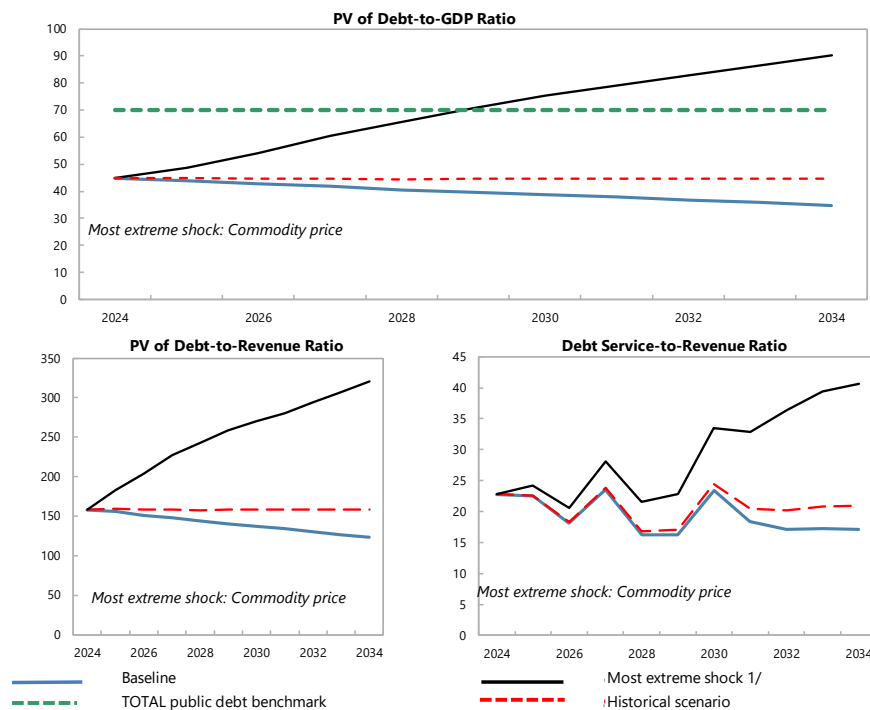 PV of Debt-to-GDP Ratio
100
90
80
70
60
50
40
30
20
10
0
Most extreme shock: Commodity price
2024 2026 2028 2030 2032 2034
PV of Debt-to-Revenue Ratio
350
300
250
200
150
100
50
0
Most extreme shock: Commodity price
2024 2026 2028 2030 2032 2034
Debt Service-to-Revenue Ratio
45
40
35
30
25
20
15
10
5
0
Most extreme shock: Commodity price
2024 2026 2028 2030 2032 2034
Baseline
Most extreme shock 1/
TOTAL public debt benchmark
Historical scenario